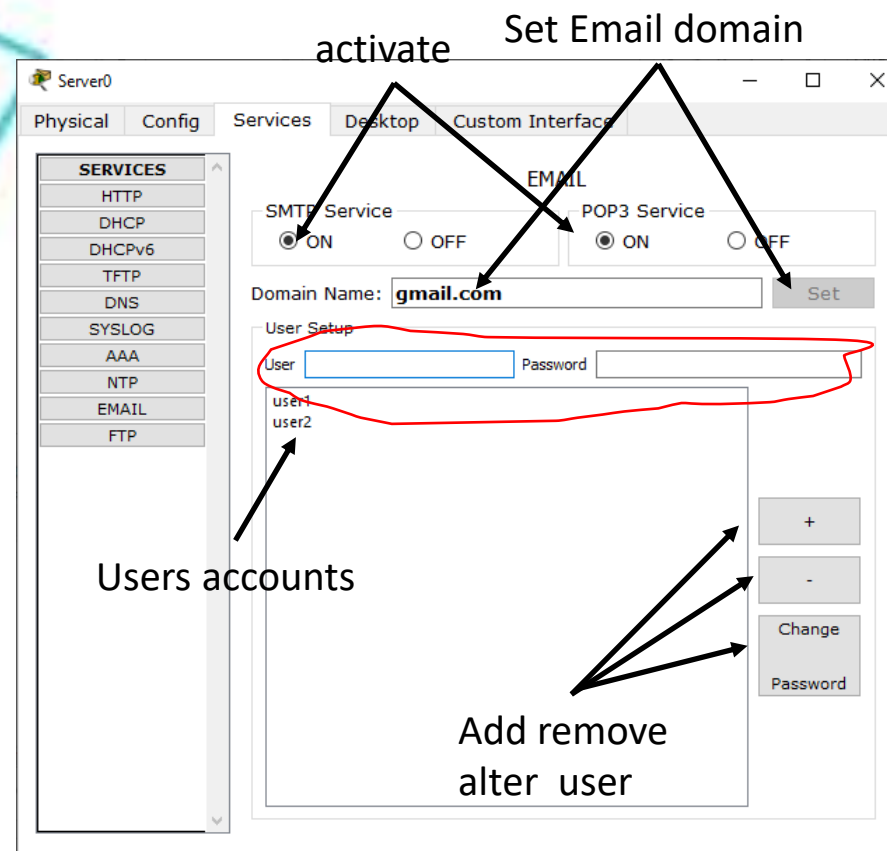 activate
Set Email domain
Server0
Physical Config Services Desktop Custom Interface
SERVICES
HTTP
DHCP
DHCPv6
TFTP
DNS
SYSLOG
AAA
NTP
EMAIL
FTP
EMAIL
SMTP Service
ON OFF
POP3 Service
ON OFF
Domain Name: gmail.com Set
User Setup
User Password
user1
user2
Users accounts
+
-
Change
Password
Add remove
alter user